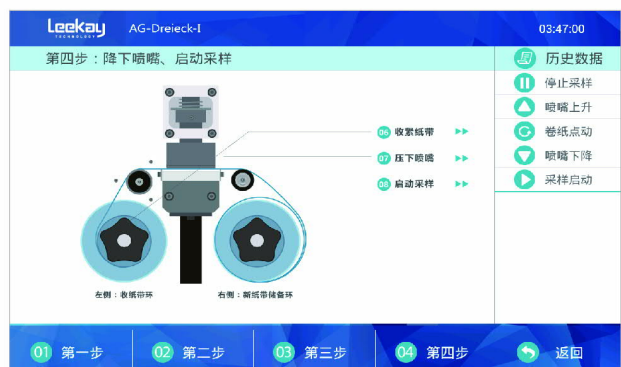 Leekay
TECHNOLOGY
AG-Dreieck-I
03:47:00
第四步：降下喷嘴、启动采样
历史数据
停止采样
喷嘴上升
卷纸点动
喷嘴下降
采样启动
06 收紧纸带
07 压下喷嘴
08 启动采样
左侧：收纸带环
右侧：新纸带储备环
01 第一步
02 第二步
03 第三步
04 第四步
返回